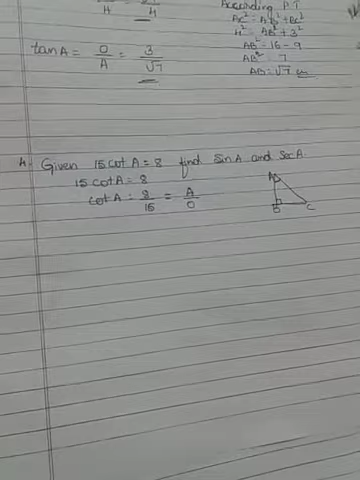 H 4
tan A = O/A = 3/√7
According P.T
AC² = AB² + BC²
4² = AB² + 3²
AB² = 16 - 9
AB² = 7
AB = √7 cm
4. Given 15 cot A = 8 find sin A and Sec A
15 cot A = 8
cot A = 8/15 = A/O
A
B C